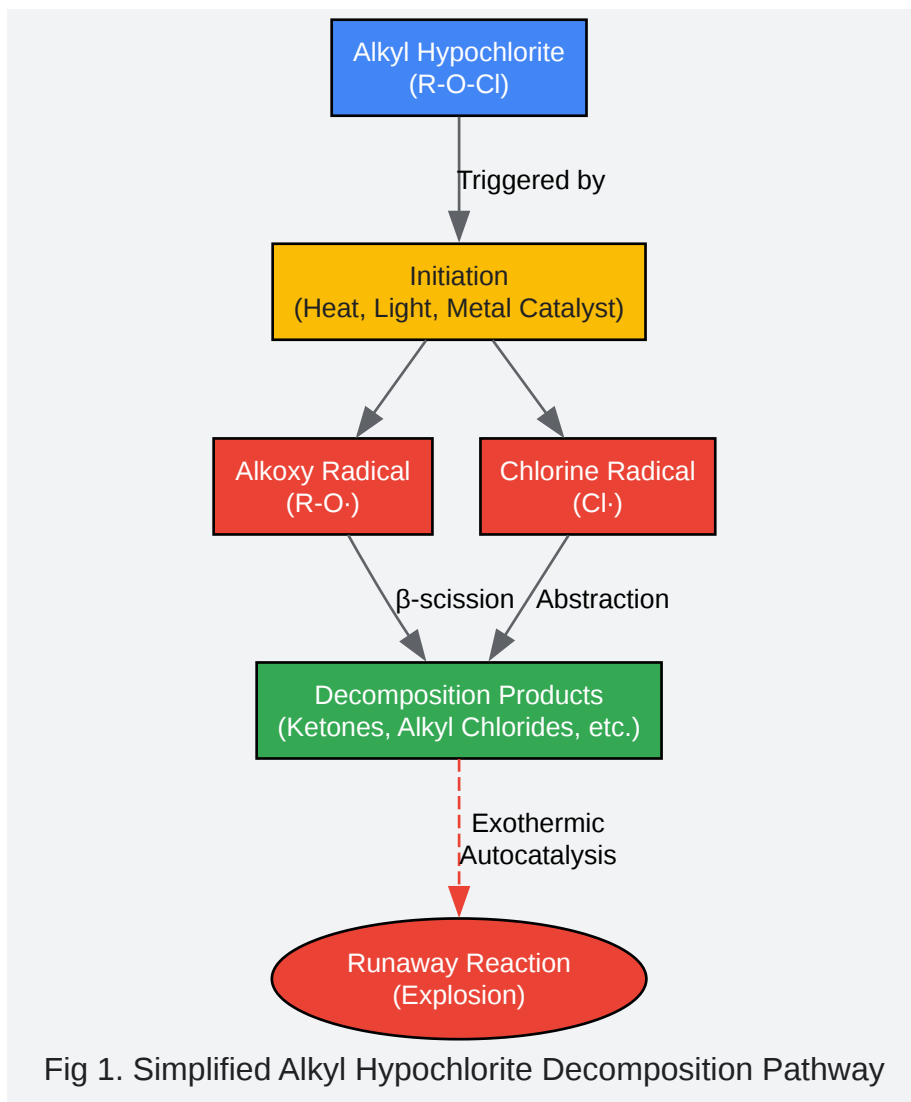 Alkyl Hypochlorite
(R-O-Cl)
Triggered by
Initiation
(Heat, Light, Metal Catalyst)
Alkoxy Radical
(R-O·)
Chlorine Radical
(Cl·)
β-scission
Abstraction
Decomposition Products
(Ketones, Alkyl Chlorides, etc.)
Exothermic
Autocatalysis
Runaway Reaction
(Explosion)
Fig 1. Simplified Alkyl Hypochlorite Decomposition Pathway